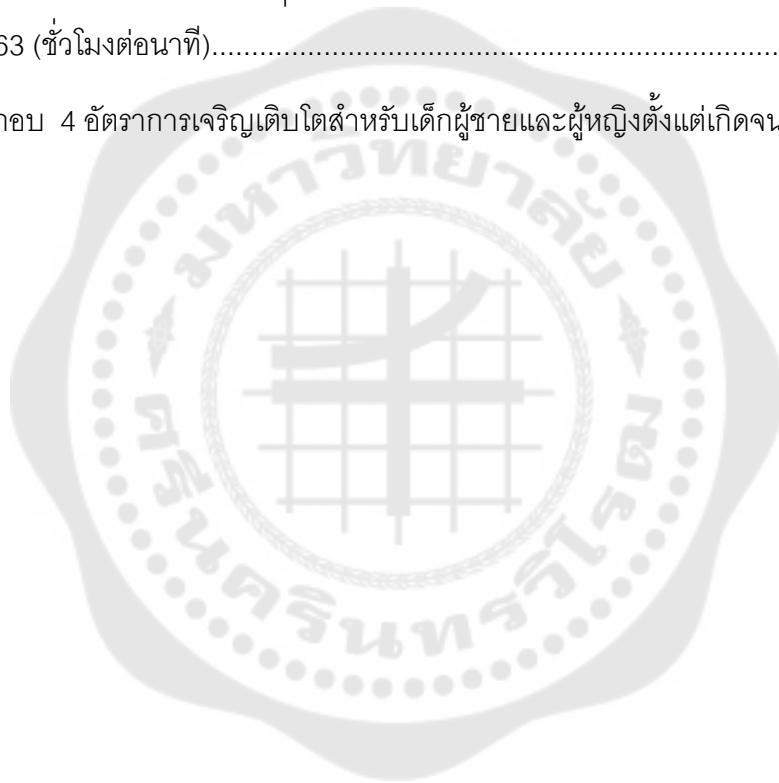 63 (ชั่วโมงต่อนาที)......................................................................................
กอบ 4 อัตราการเจริญเติบโตสำหรับเด็กผู้ชายและผู้หญิงตั้งแต่เกิดจน
มหาวิทยาลัย
ศรีนครินทรวิโรฒ